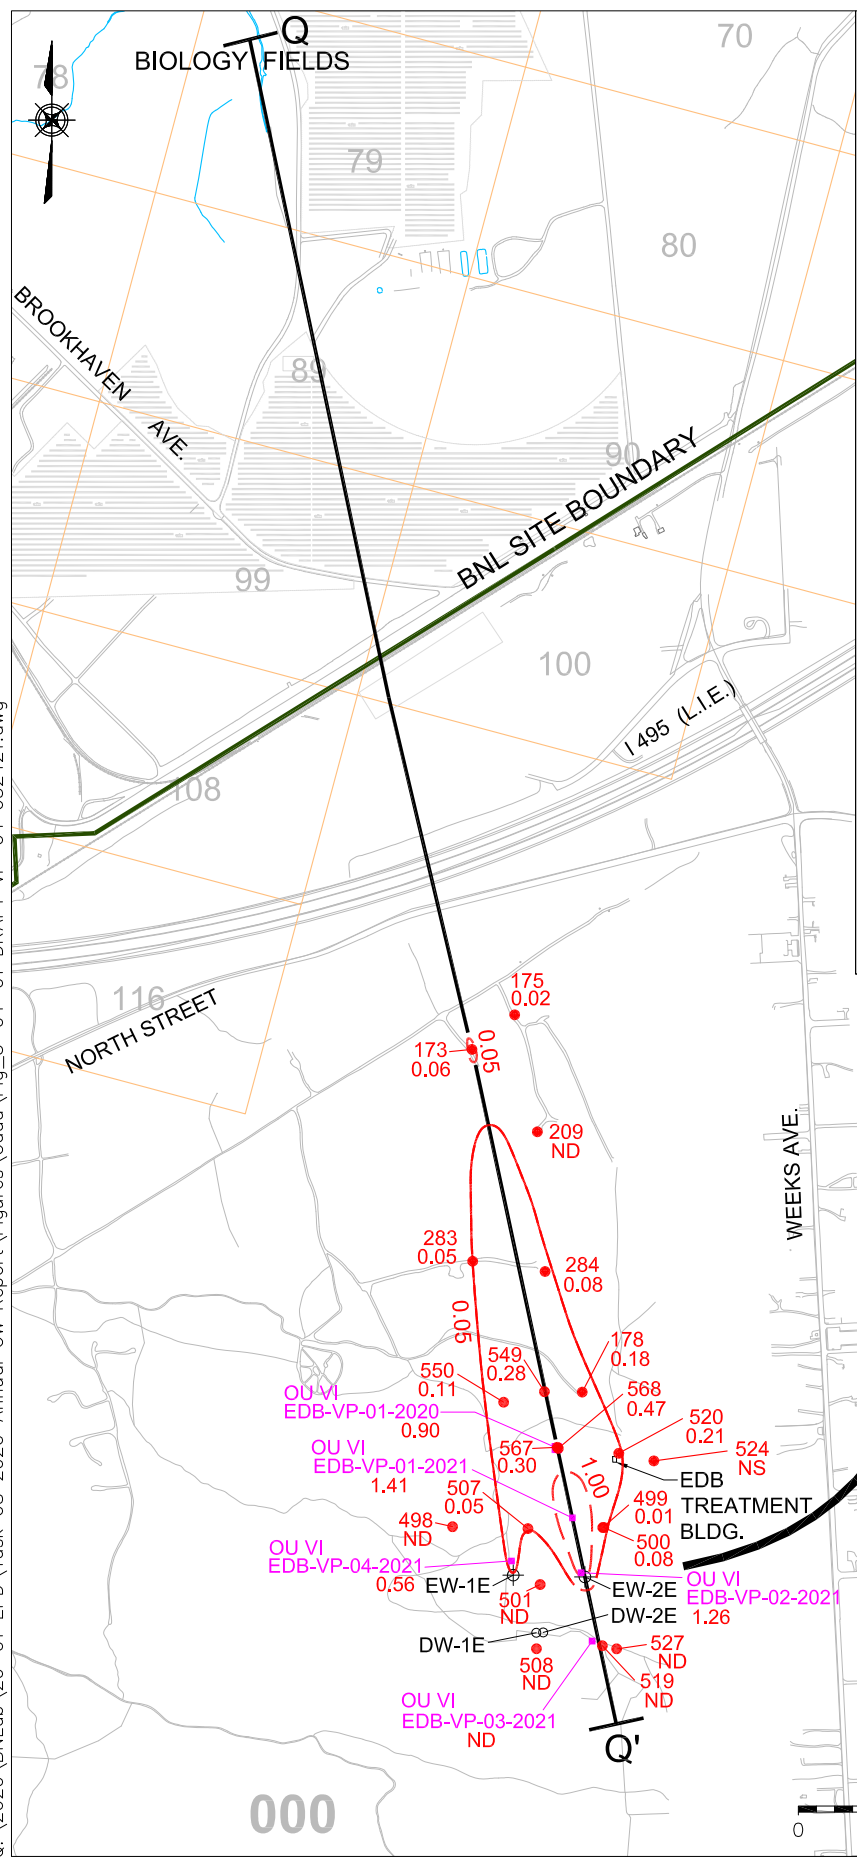 Q
BIOLOGY FIELDS
70
78
79
80
BROOKHAVEN AVE.
89
90
BNL SITE BOUNDARY
99
100
I 495 (L.I.E.)
108
116
NORTH STREET
175
0.02
173
0.06
0.05
209
ND
WEEKS AVE.
283
0.05
284
0.08
0.05
549
0.28
178
0.18
550
0.11
568
0.47
OU VI
EDB-VP-01-2020
0.90
520
0.21
567
0.30
524
NS
OU VI
EDB-VP-01-2021
1.41
1.00
EDB
TREATMENT
BLDG.
507
0.05
499
0.01
498
ND
500
0.08
OU VI
EDB-VP-04-2021
0.56
EW-1E
EW-2E
OU VI
EDB-VP-02-2021
1.26
501
ND
DW-2E
DW-1E
527
ND
508
ND
519
ND
OU VI
EDB-VP-03-2021
ND
Q'
000
0